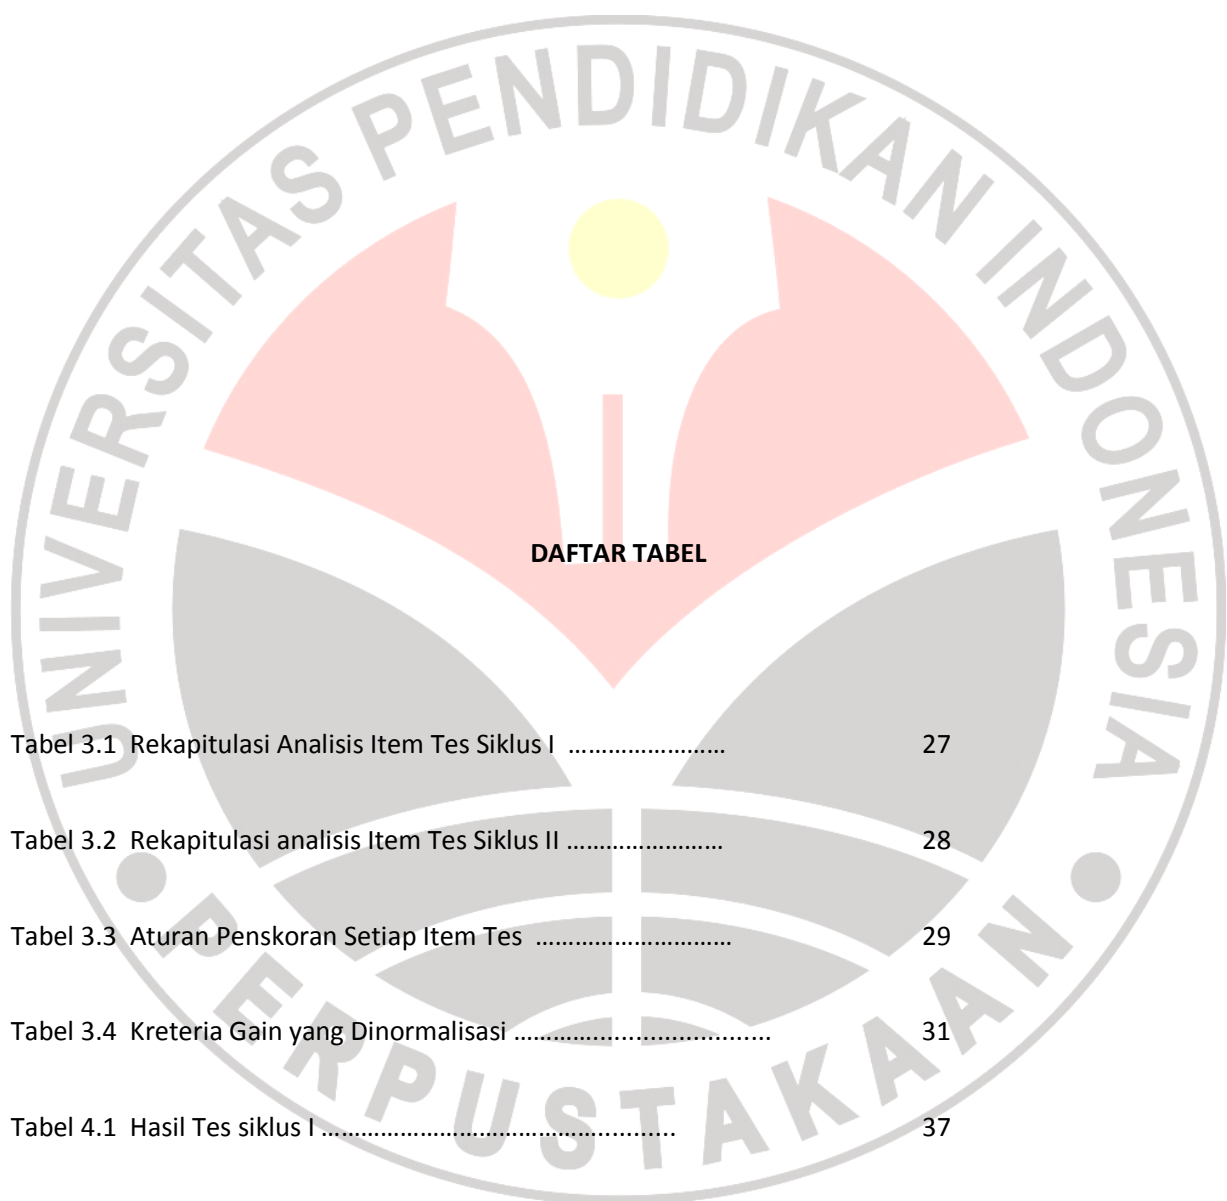 UNIVERSITAS PENDIDIKAN INDONESIA
DAFTAR TABEL
Tabel 3.1 Rekapitulasi Analisis Item Tes Siklus I …………………… 27
Tabel 3.2 Rekapitulasi analisis Item Tes Siklus II …………………… 28
Tabel 3.3 Aturan Penskoran Setiap Item Tes ………………………… 29
Tabel 3.4 Kreteria Gain yang Dinormalisasi …………........................ 31
Tabel 4.1 Hasil Tes siklus I ……………………………………......... 37
PERPUSTAKAAN